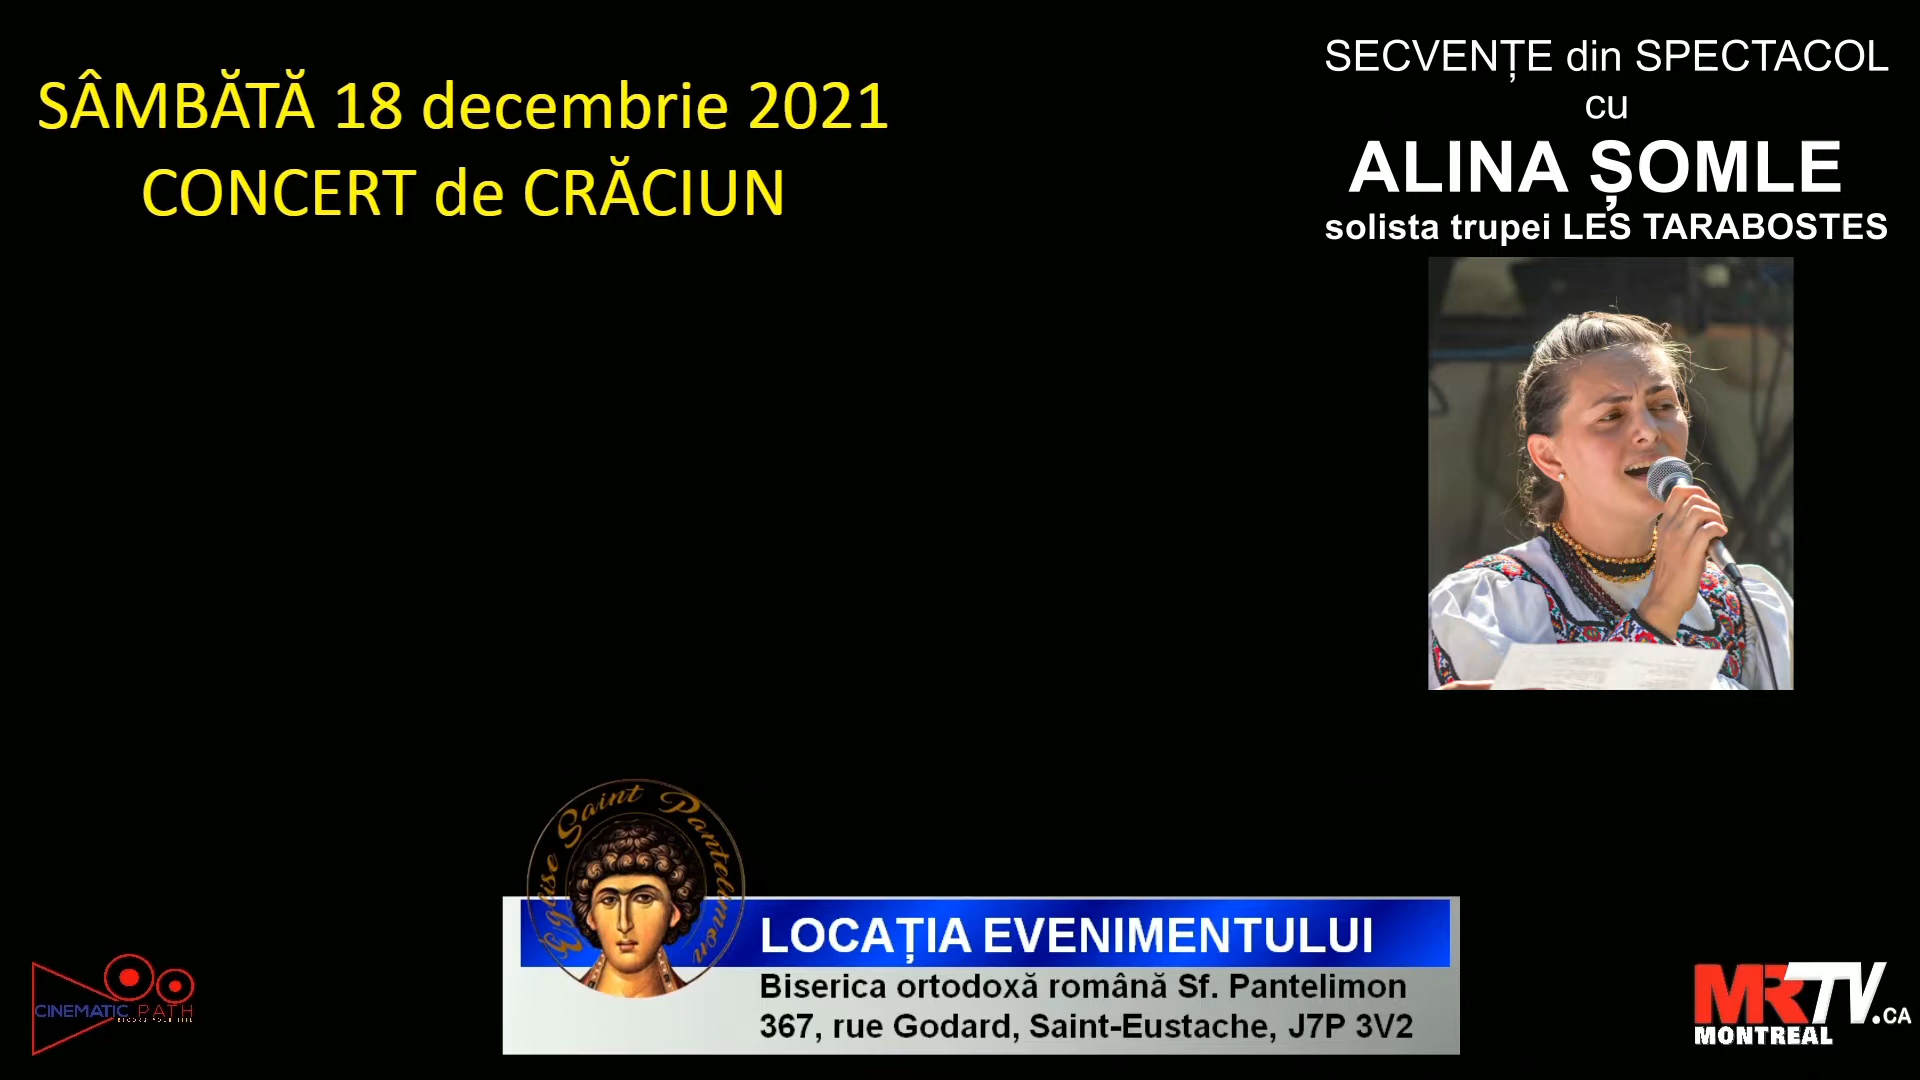 SÂMBĂTĂ 18 decembrie 2021
CONCERT de CRĂCIUN
SECVENȚE din SPECTACOL
cu
ALINA ȘOMLE
solista trupei LES TARABOSTES
Église Saint Pantelimon
LOCAȚIA EVENIMENTULUI
Biserica ortodoxă română Sf. Pantelimon
367, rue Godard, Saint-Eustache, J7P 3V2
CINEMATIC PATH
MRTV.CA
MONTREAL